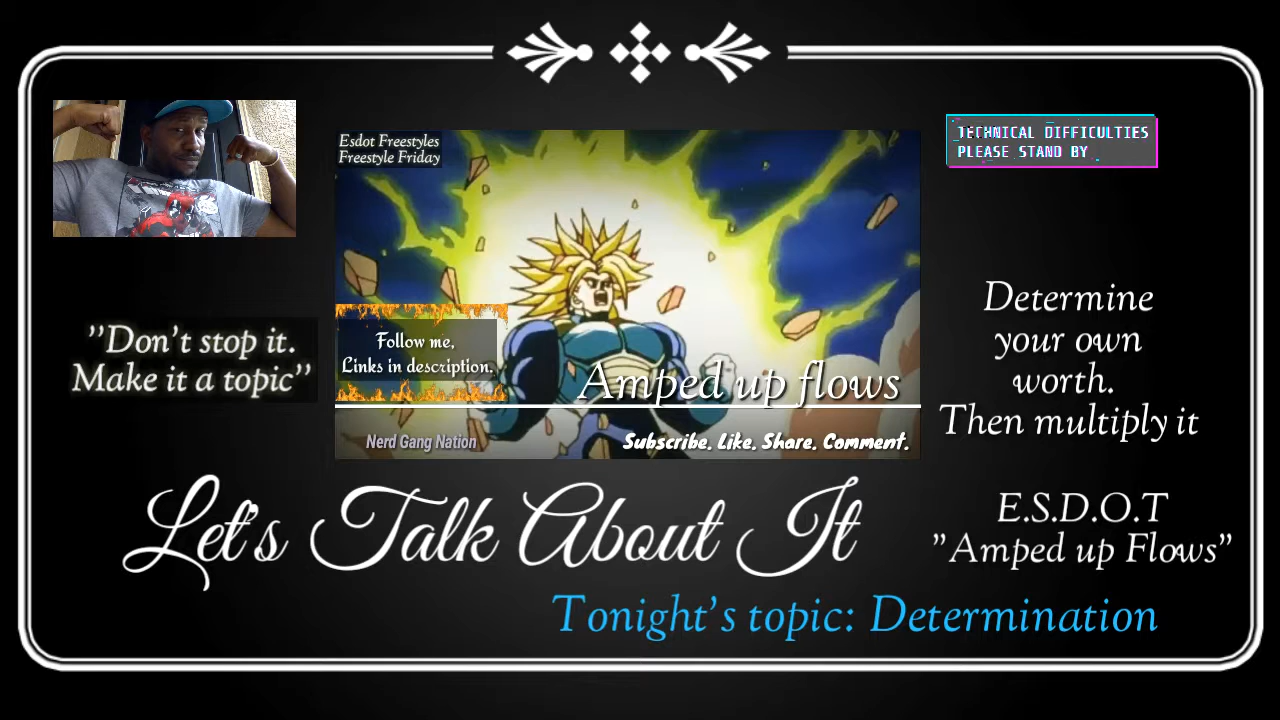 Esdot Freestyles
Freestyle Friday
TECHNICAL DIFFICULTIES
PLEASE STAND BY
"Don't stop it.
Make it a topic"
Follow me,
Links in description.
Amped up flows
Nerd Gang Nation
Subscribe. Like. Share. Comment.
Determine
your own
worth.
Then multiply it
Let's Talk About It
E.S.D.O.T
"Amped up Flows"
Tonight's topic: Determination